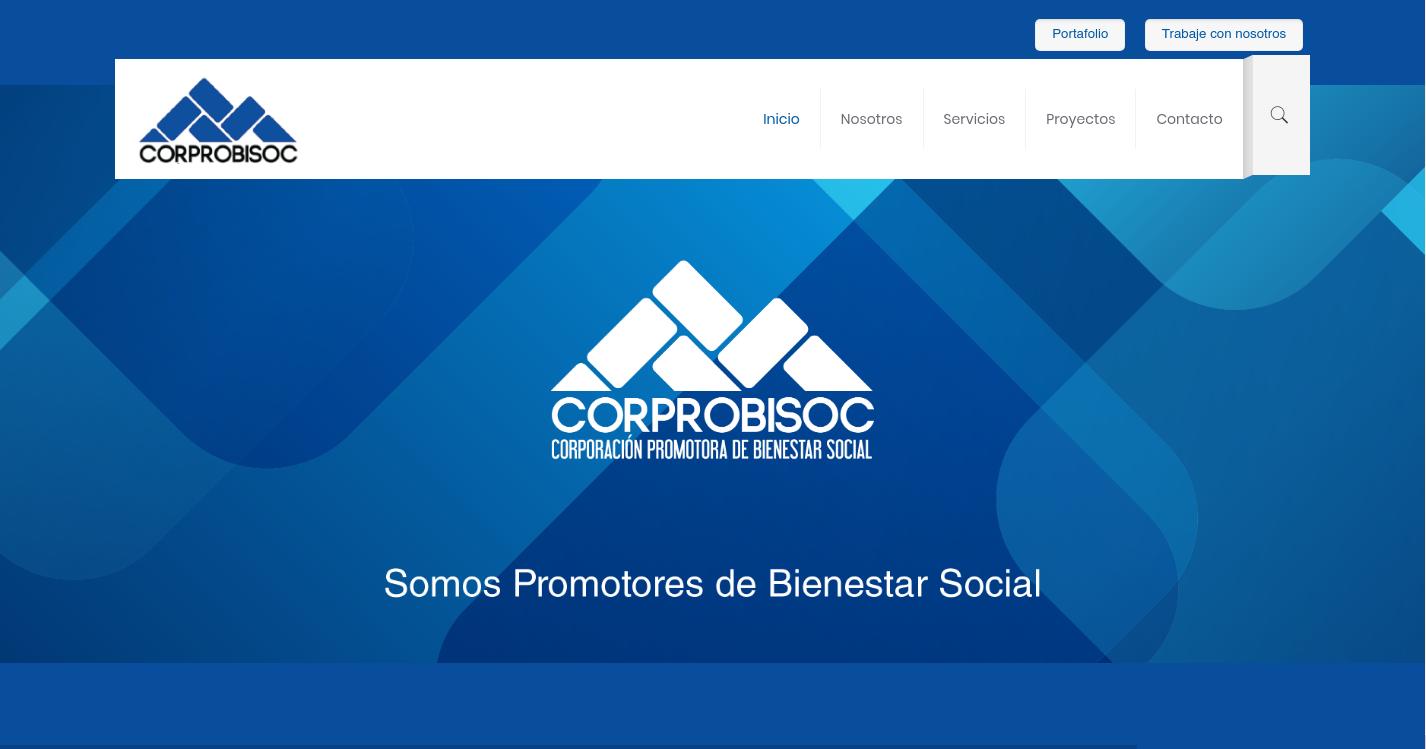 Portafolio
Trabaje con nosotros
CORPROBISOC
Inicio
Nosotros
Servicios
Proyectos
Contacto
CORPROBISOC
CORPORACIÓN PROMOTORA DE BIENESTAR SOCIAL
Somos Promotores de Bienestar Social